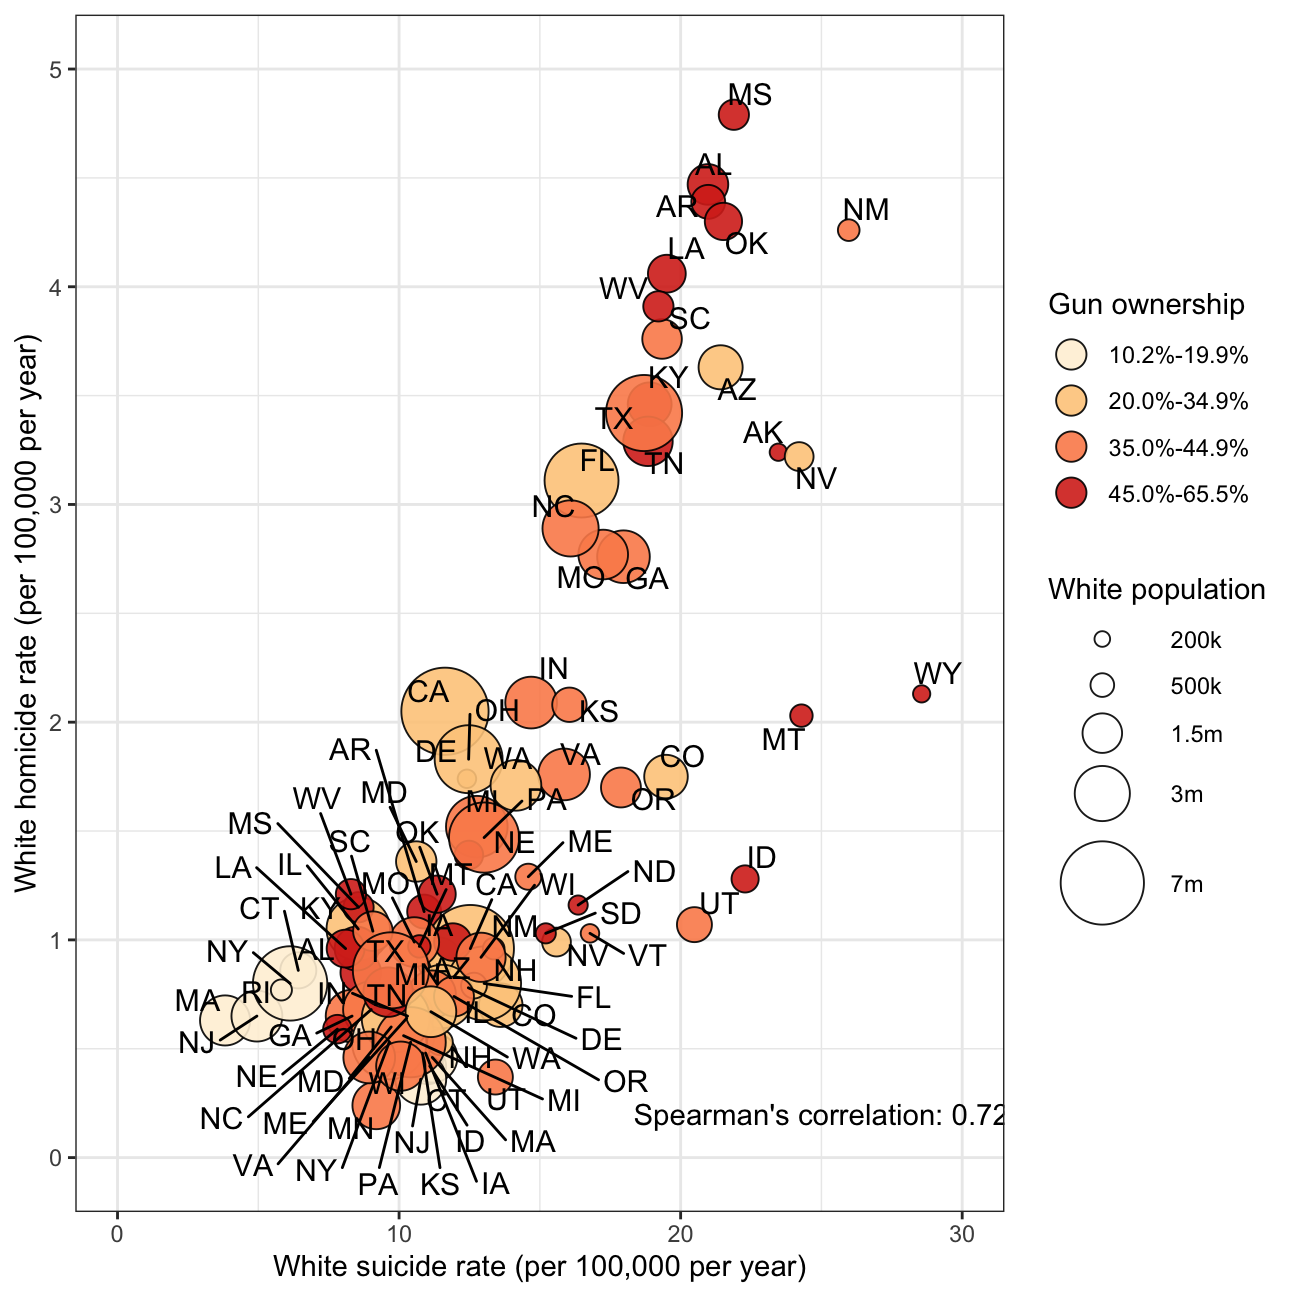 5
4
3
2
1
0
0
10
20
30
White homicide rate (per 100,000 per year)
White suicide rate (per 100,000 per year)
MS
AL
AR
NM
OK
LA
WV
SC
KY
AZ
TX
AK
TN
NV
FL
NC
MO
GA
IN
WY
CA
OH
KS
MT
AR
DE
WA
VA
CO
MD
MI
PA
OR
WV
MS
OK
NE
ME
SC
ID
LA
IL
MO
MT
CA
WI
ND
UT
CT
KY
IA
NM
SD
NY
AL
TX
NV
VT
MN
AZ
NH
MA
RI
IN
TN
FL
IL
CO
NJ
GA
OH
DE
NE
MD
WI
NH
WA
OR
CT
UT
MI
NC
ME
MN
NJ
ID
MA
VA
NY
PA
KS
IA
Spearman's correlation: 0.72
Gun ownership
10.2%-19.9%
20.0%-34.9%
35.0%-44.9%
45.0%-65.5%
White population
200k
500k
1.5m
3m
7m